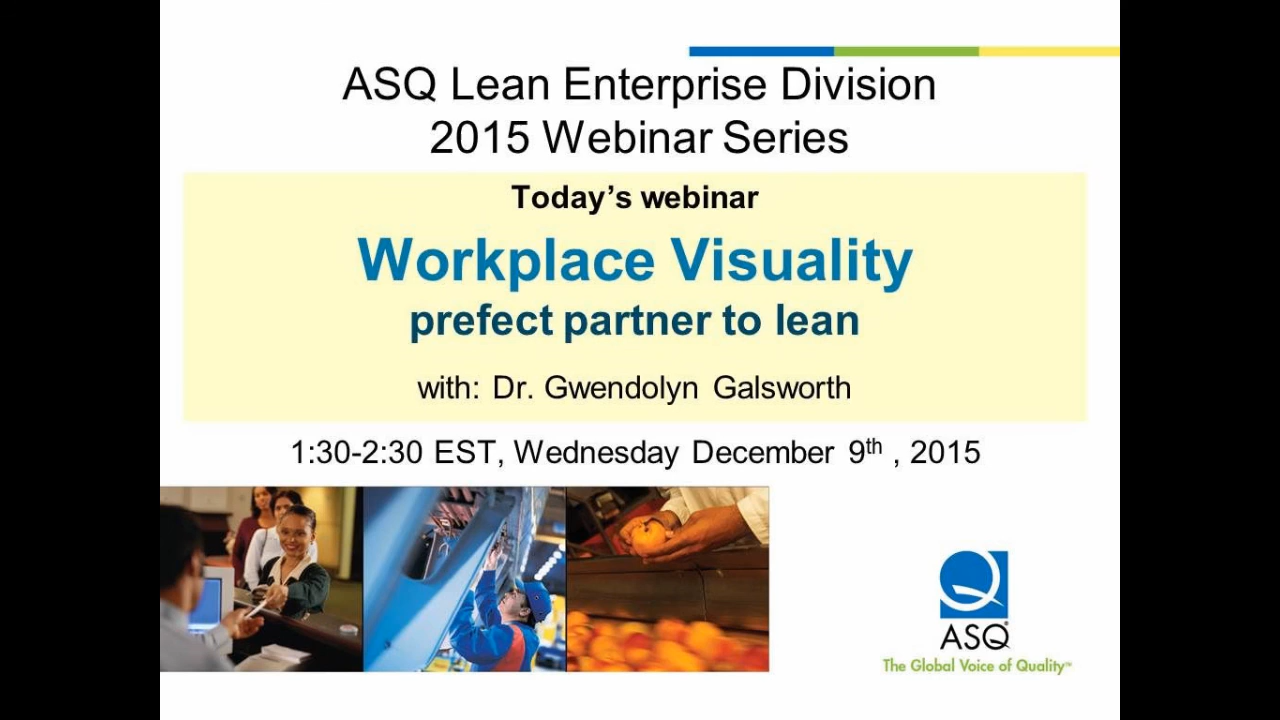 ASQ Lean Enterprise Division
2015 Webinar Series
Today's webinar
Workplace Visuality
prefect partner to lean
with: Dr. Gwendolyn Galsworth
1:30-2:30 EST, Wednesday December 9th , 2015
ASQ®
The Global Voice of Quality™